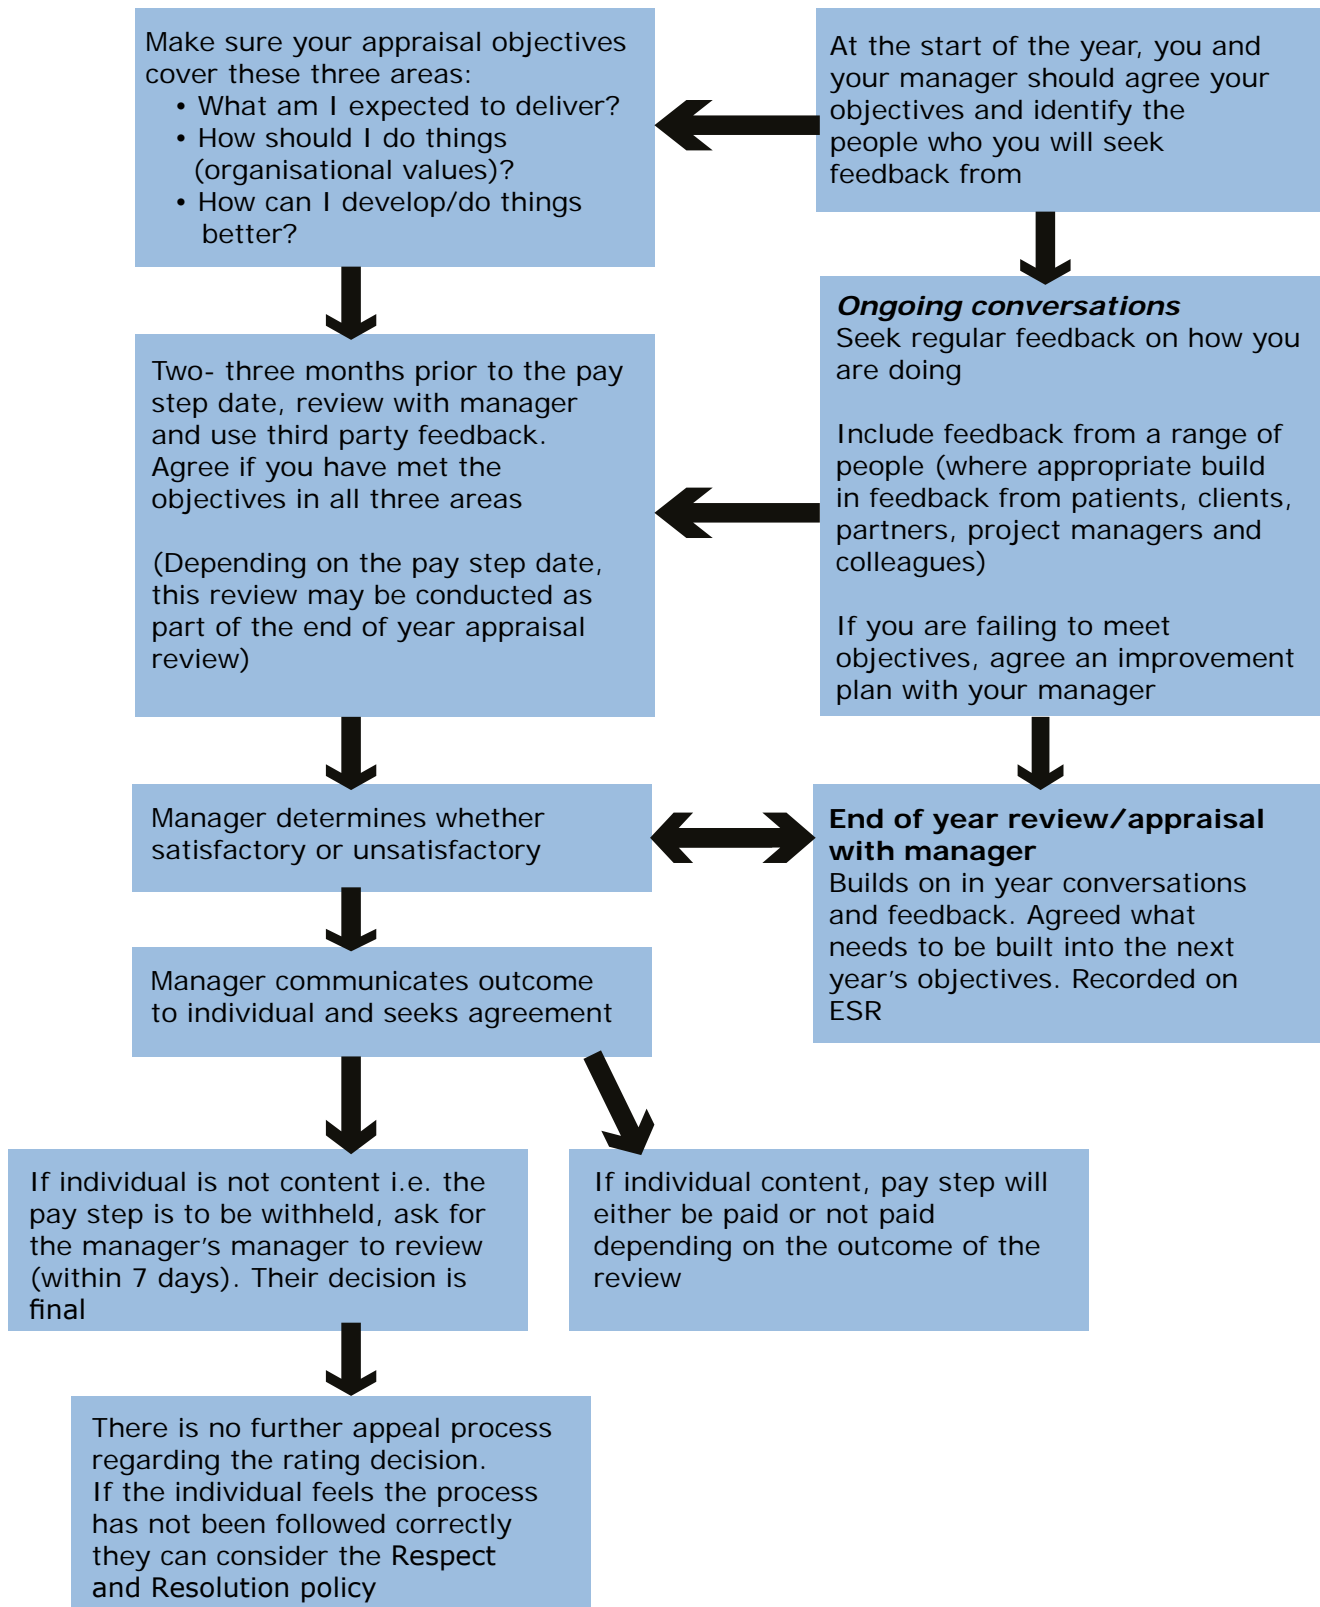 Make sure your appraisal objectives
cover these three areas:
• What am I expected to deliver?
• How should I do things
(organisational values)?
• How can I develop/do things
better?
At the start of the year, you and
your manager should agree your
objectives and identify the
people who you will seek
feedback from
Ongoing conversations
Seek regular feedback on how you
are doing
Include feedback from a range of
people (where appropriate build
in feedback from patients, clients,
partners, project managers and
colleagues)
If you are failing to meet
objectives, agree an improvement
plan with your manager
Two- three months prior to the pay
step date, review with manager
and use third party feedback.
Agree if you have met the
objectives in all three areas
(Depending on the pay step date,
this review may be conducted as
part of the end of year appraisal
review)
Manager determines whether
satisfactory or unsatisfactory
End of year review/appraisal
with manager
Builds on in year conversations
and feedback. Agreed what
needs to be built into the next
year's objectives. Recorded on
ESR
Manager communicates outcome
to individual and seeks agreement
If individual is not content i.e. the
pay step is to be withheld, ask for
the manager's manager to review
(within 7 days). Their decision is
final
If individual content, pay step will
either be paid or not paid
depending on the outcome of the
review
There is no further appeal process
regarding the rating decision.
If the individual feels the process
has not been followed correctly
they can consider the Respect
and Resolution policy